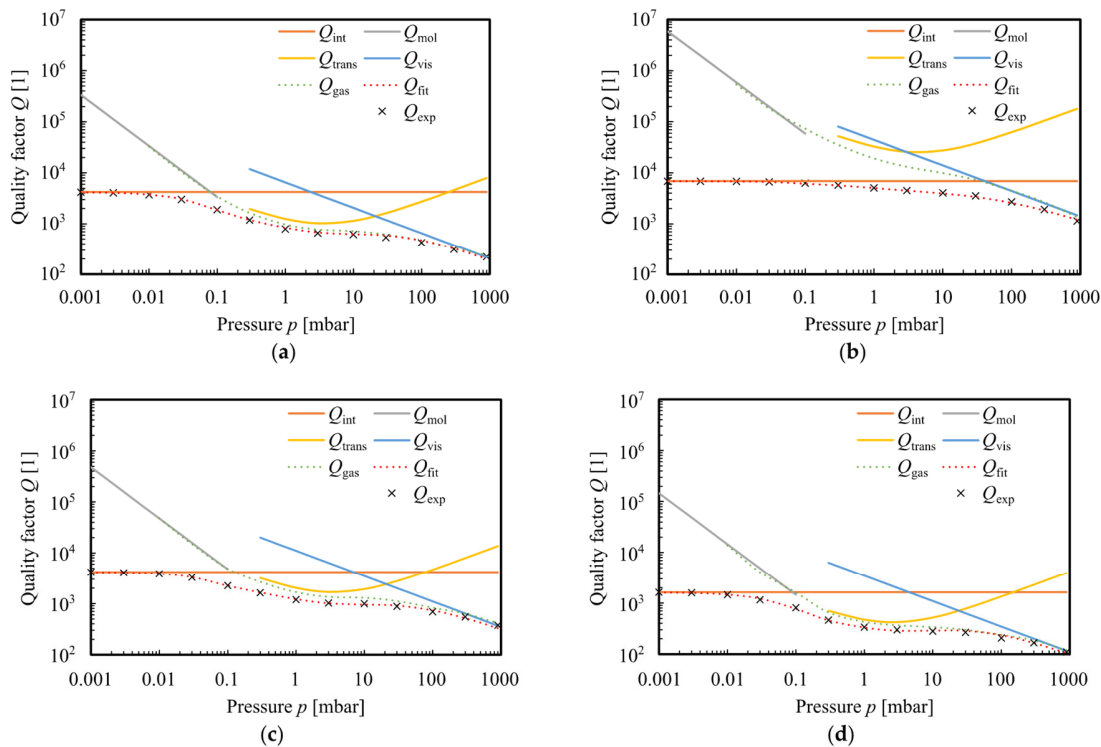 10^7
10^6
10^5
10^4
10^3
10^2
Quality factor Q [1]
Q_int Q_mol
Q_trans Q_vis
Q_gas Q_fit
Q_exp
0.001 0.01 0.1 1 10 100 1000
Pressure p [mbar]
(a)
10^7
10^6
10^5
10^4
10^3
10^2
Quality factor Q [1]
Q_int Q_mol
Q_trans Q_vis
Q_gas Q_fit
Q_exp
0.001 0.01 0.1 1 10 100 1000
Pressure p [mbar]
(b)
10^7
10^6
10^5
10^4
10^3
10^2
Quality factor Q [1]
Q_int Q_mol
Q_trans Q_vis
Q_gas Q_fit
Q_exp
0.001 0.01 0.1 1 10 100 1000
Pressure p [mbar]
(c)
10^7
10^6
10^5
10^4
10^3
10^2
Quality factor Q [1]
Q_int Q_mol
Q_trans Q_vis
Q_gas Q_fit
Q_exp
0.001 0.01 0.1 1 10 100 1000
Pressure p [mbar]
(d)